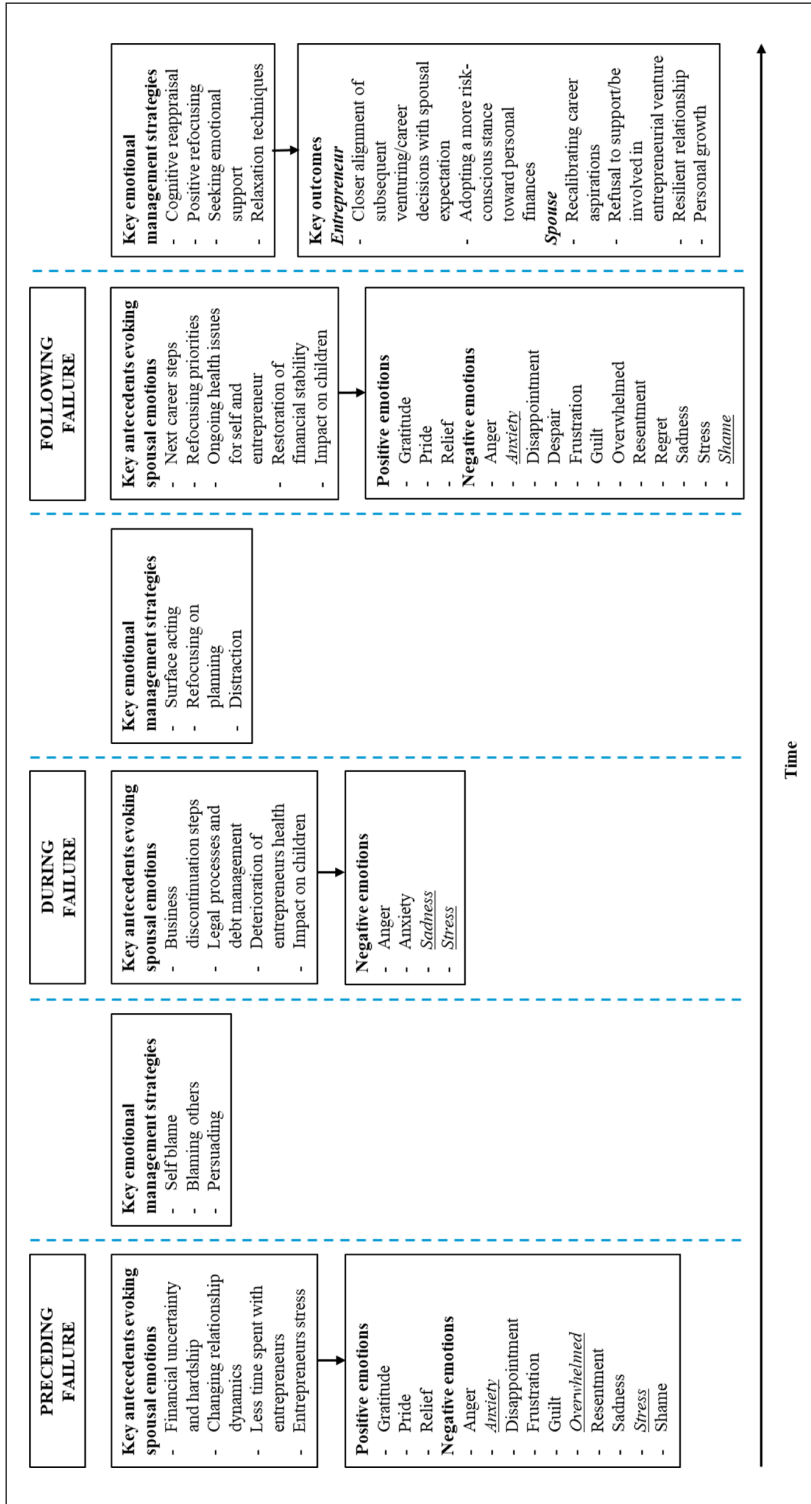 PRECEDING
FAILURE
Key antecedents evoking
spousal emotions
- Financial uncertainty
and hardship
- Changing relationship
dynamics
- Less time spent with
entrepreneurs
- Entrepreneurs stress
Positive emotions
- Gratitude
- Pride
- Relief
Negative emotions
- Anger
- Anxiety
- Disappointment
- Frustration
- Guilt
- Overwhelmed
- Resentment
- Sadness
- Stress
- Shame
Key emotional
management strategies
- Self blame
- Blaming others
- Persuading
DURING
FAILURE
Key antecedents evoking
spousal emotions
- Business
discontinuation steps
- Legal processes and
debt management
- Deterioration of
entrepreneurs health
- Impact on children
Negative emotions
- Anger
- Anxiety
- Sadness
- Stress
Key emotional
management strategies
- Surface acting
- Refocusing on
planning
- Distraction
FOLLOWING
FAILURE
Key antecedents evoking
spousal emotions
- Next career steps
- Refocusing priorities
- Ongoing health issues
for self and
entrepreneur
- Restoration of
financial stability
- Impact on children
Positive emotions
- Gratitude
- Pride
- Relief
Negative emotions
- Anger
- Anxiety
- Disappointment
- Despair
- Frustration
- Guilt
- Overwhelmed
- Resentment
- Regret
- Sadness
- Stress
- Shame
Key emotional
management strategies
- Cognitive reappraisal
- Positive refocusing
- Seeking emotional
support
- Relaxation techniques
Key outcomes
Entrepreneur
- Closer alignment of
subsequent
venturing/career
decisions with spousal
expectation
- Adopting a more risk-
conscious stance
toward personal
finances
Spouse
- Recalibrating career
aspirations
- Refusal to support/be
involved in
entrepreneurial venture
- Resilient relationship
- Personal growth
Time